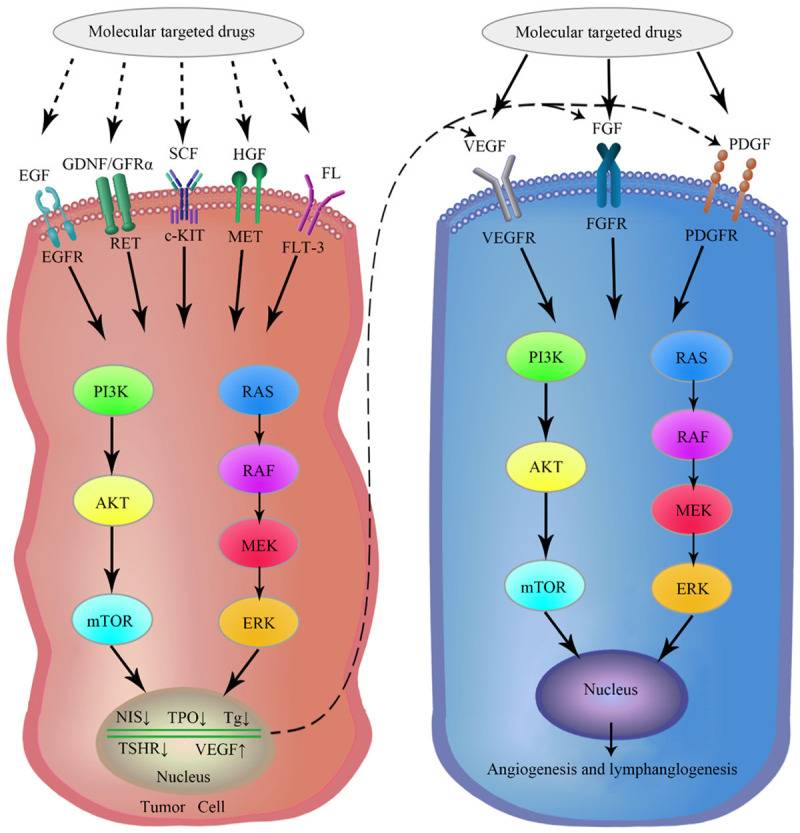 Molecular targeted drugs
EGF
GDNF/GFRα
SCF
HGF
FL
EGFR
RET
c-KIT
MET
FLT-3
PI3K
RAS
AKT
RAF
MEK
mTOR
ERK
NIS↓ TPO↓ Tg↓
TSHR↓ VEGF↑
Nucleus
Tumor Cell
Molecular targeted drugs
VEGF
FGF
PDGF
VEGFR
FGFR
PDGFR
PI3K
RAS
AKT
RAF
MEK
mTOR
ERK
Nucleus
Angiogenesis and lymphanglogenesis